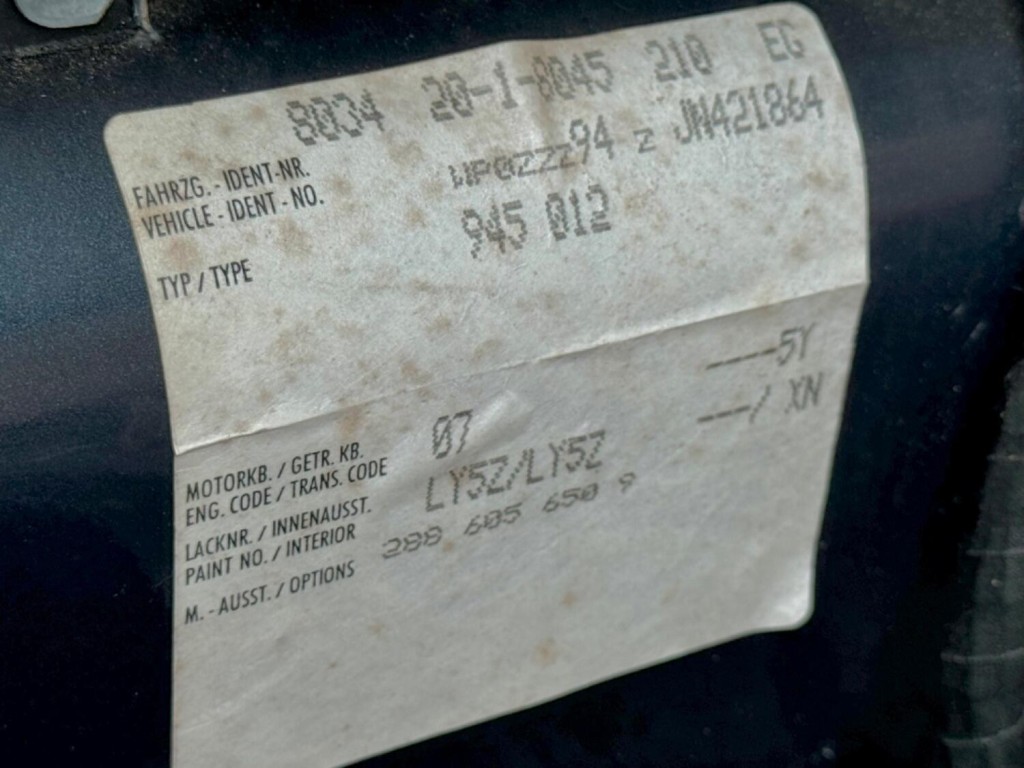 8034 20-1-8045 210 EG
FAHRZG. - IDENT-NR.
VEHICLE - IDENT - NO.
WP0ZZZ94 Z JN421864
TYP / TYPE
945 012
MOTORKB. / GETR. KB.
ENG. CODE / TRANS. CODE
07
----5Y
LACKNR. / INNENAUSST.
PAINT NO. / INTERIOR
LY5Z/LY5Z
---/ XN
M. - AUSST. / OPTIONS
288 605 650 9